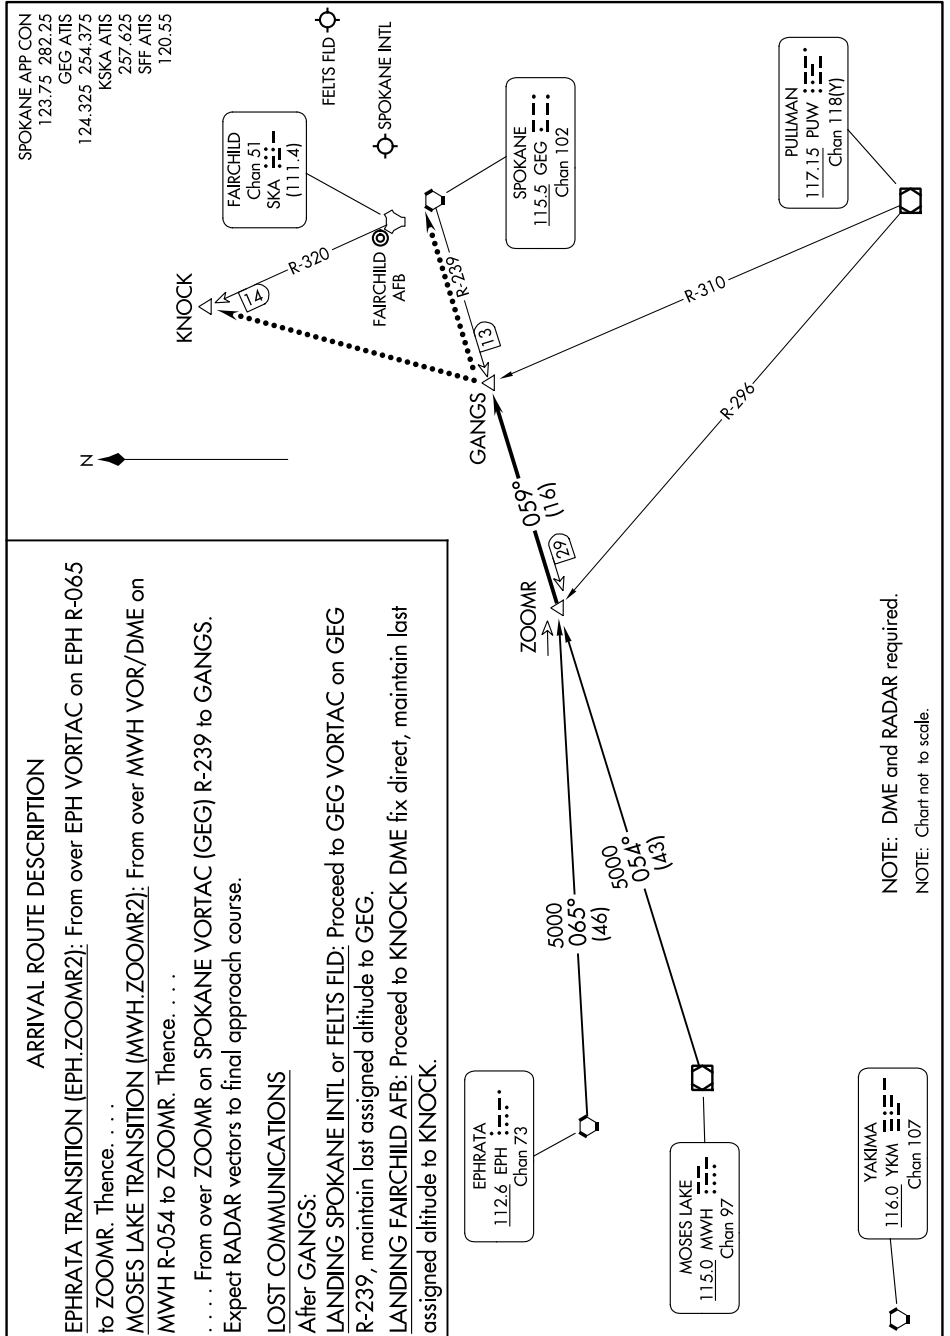 ARRIVAL ROUTE DESCRIPTION
EPHRATA TRANSITION (EPH.ZOOMR2): From over EPH VORTAC on EPH R-065
to ZOOMR. Thence. . . .
MOSES LAKE TRANSITION (MWH.ZOOMR2): From over MWH VOR/DME on
MWH R-054 to ZOOMR. Thence. . . .
. . . . From over ZOOMR on SPOKANE VORTAC (GEG) R-239 to GANGS.
Expect RADAR vectors to final approach course.
LOST COMMUNICATIONS
After GANGS:
LANDING SPOKANE INTL or FELTS FLD: Proceed to GEG VORTAC on GEG
R-239, maintain last assigned altitude to GEG.
LANDING FAIRCHILD AFB: Proceed to KNOCK DME fix direct, maintain last
assigned altitude to KNOCK.
SPOKANE APP CON
123.75 282.25
GEG ATIS
124.325 254.375
KSKA ATIS
257.625
SFF ATIS
120.55
N
KNOCK
14
R-320
FAIRCHILD
Chan 51
SKA
(111.4)
FELTS FLD
SPOKANE INTL
FAIRCHILD
AFB
SPOKANE
115.5 GEG
Chan 102
R-239
13
GANGS
059°
(16)
29
ZOOMR
R-310
R-296
PULLMAN
117.15 PUW
Chan 118(Y)
5000
065°
(46)
5000
054°
(43)
EPHRATA
112.6 EPH
Chan 73
MOSES LAKE
115.0 MWH
Chan 97
YAKIMA
116.0 YKM
Chan 107
NOTE: DME and RADAR required.
NOTE: Chart not to scale.